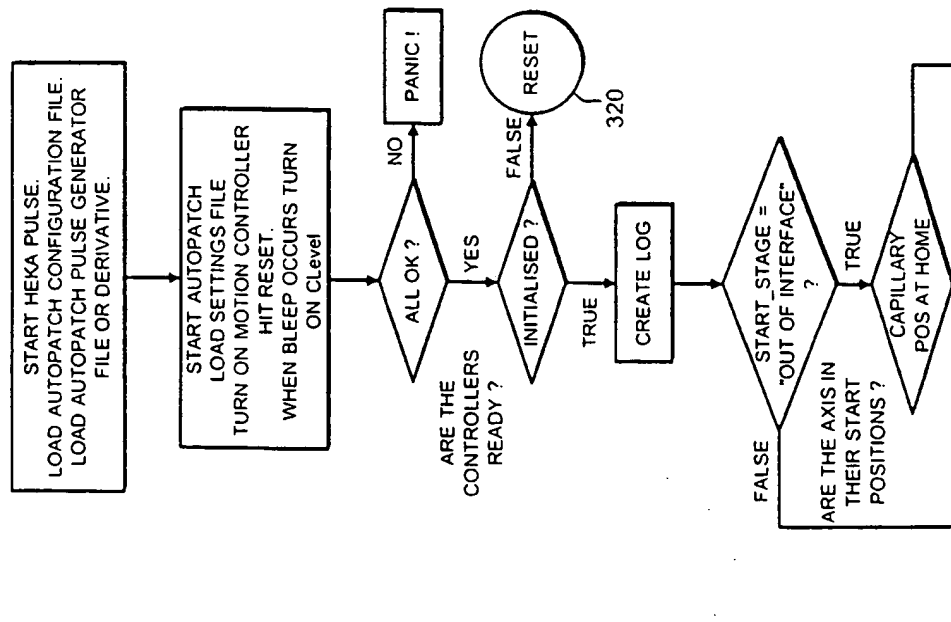 START HEKA PULSE.
LOAD AUTOPATCH CONFIGURATION FILE.
LOAD AUTOPATCH PULSE GENERATOR
FILE OR DERIVATIVE.
START AUTOPATCH
LOAD SETTINGS FILE
TURN ON MOTION CONTROLLER
HIT RESET.
WHEN BLEEP OCCURS TURN
ON CLevel
ALL OK ?
NO
PANIC !
YES
ARE THE
CONTROLLERS
READY ?
INITIALISED ?
FALSE
RESET
320
TRUE
CREATE LOG
START_STAGE =
"OUT OF INTERFACE"
?
FALSE
TRUE
ARE THE AXIS IN
THEIR START
POSITIONS ?
CAPILLARY
POS AT HOME